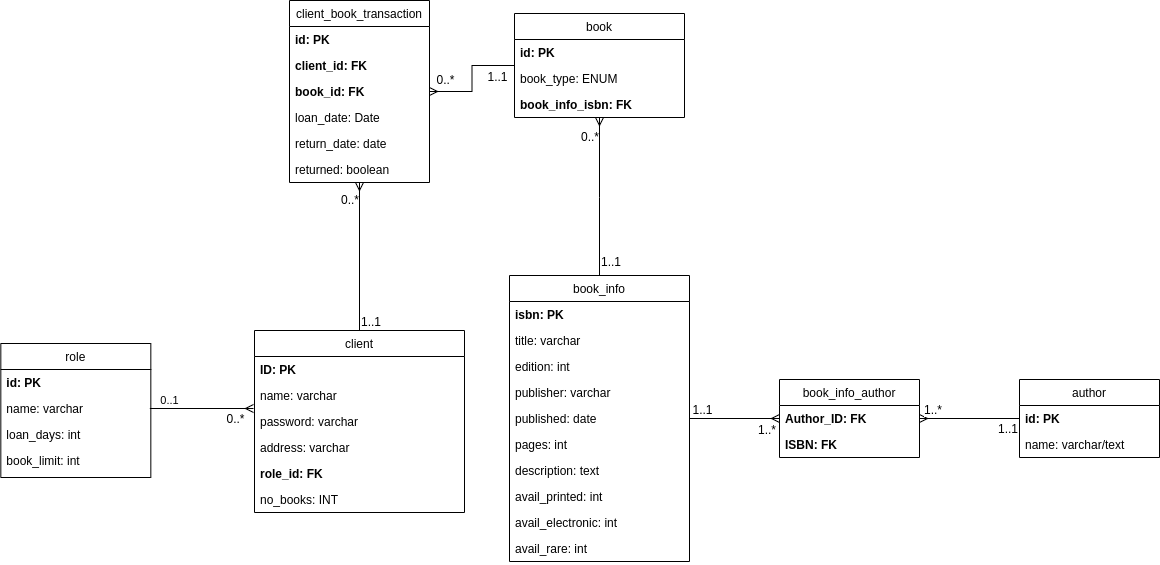 client_book_transaction
id: PK
client_id: FK
book_id: FK
loan_date: Date
return_date: date
returned: boolean
0..*
1..1
book
id: PK
book_type: ENUM
book_info_isbn: FK
0..*
0..*
1..1
1..1
role
id: PK
name: varchar
loan_days: int
book_limit: int
0..1
0..*
client
ID: PK
name: varchar
password: varchar
address: varchar
role_id: FK
no_books: INT
book_info
isbn: PK
title: varchar
edition: int
publisher: varchar
published: date
pages: int
description: text
avail_printed: int
avail_electronic: int
avail_rare: int
1..1
1..*
book_info_author
Author_ID: FK
ISBN: FK
1..*
1..1
author
id: PK
name: varchar/text